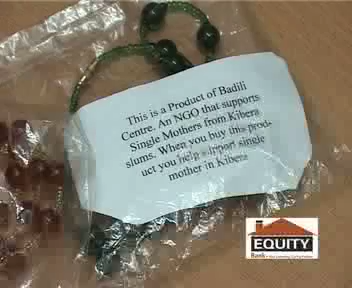 This is a Product of Badili
Centre. An NGO that supports
Single Mothers from Kibera
slums. When you buy this prod-
uct you help support single
mother in Kibera
EQUITY
Bank